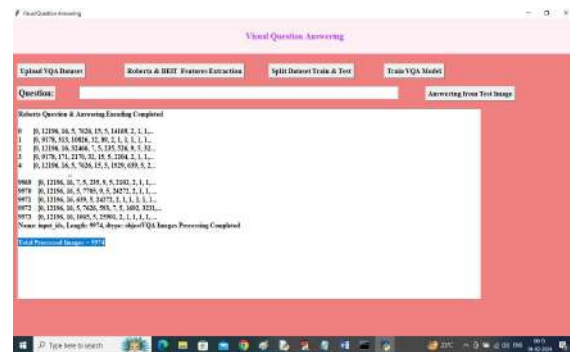 Visual Question Answering
Visual Question Answering
Upload VQA Dataset
Roberta & BEIT Features Extraction
Split Dataset Train & Test
Train VQA Model
Question:
Answering from Test Image
Roberta Question & Answering Encoding Completed
0 [0, 12196, 16, 5, 7626, 15, 5, 14169, 2, 1, 1,...
1 [0, 9178, 513, 10826, 32, 89, 2, 1, 1, 1, 1,...
2 [0, 12196, 16, 32466, 7, 5, 235, 526, 9, 5, 32...
3 [0, 9178, 171, 2170, 32, 15, 5, 2204, 2, 1, 1,...
4 [0, 12196, 16, 5, 7626, 15, 5, 1929, 639, 5, 2...
...
9969 [0, 12196, 16, 7, 5, 235, 9, 5, 2102, 2, 1, 1,...
9970 [0, 12196, 16, 5, 7705, 9, 5, 24272, 2, 1, 1,...
9971 [0, 12196, 16, 639, 5, 24272, 2, 1, 1, 1, 1, 1...
9972 [0, 12196, 16, 5, 7626, 593, 7, 5, 1692, 3231,...
9973 [0, 12196, 16, 1065, 5, 25901, 2, 1, 1, 1, 1,...
Name: input_ids, Length: 9974, dtype: objectVQA Images Processing Completed
Total Processed Images = 9974
Type here to search
23°C
ENG